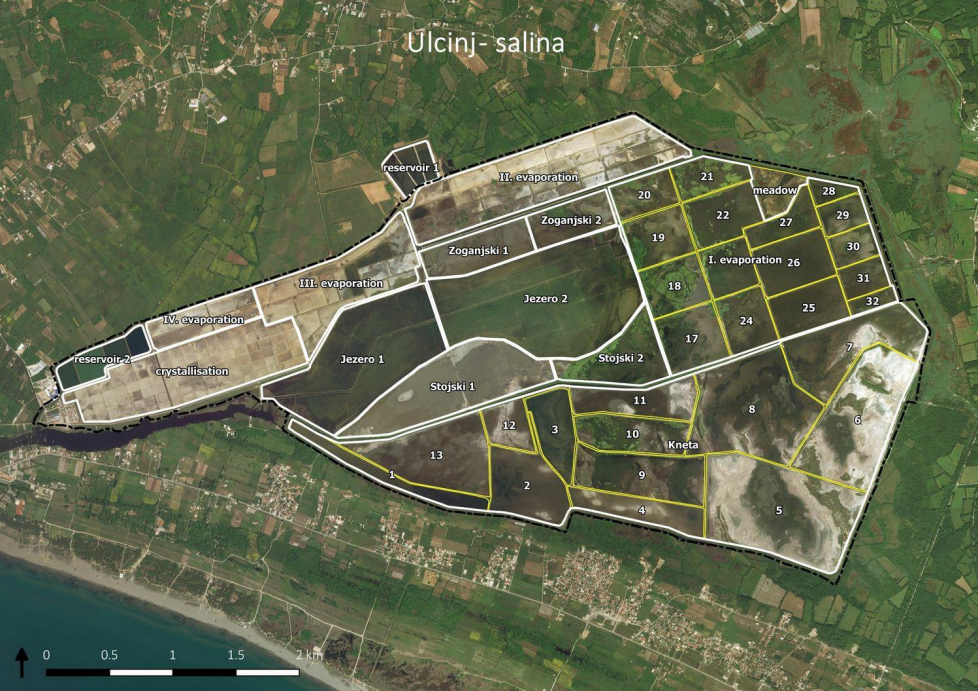 Ulcinj- salina
reservoir 1
II. evaporation
21
meadow
28
20
22
27
29
Zoganjski 2
19
30
Zoganjski 1
I. evaporation
26
31
III. evaporation
18
Jezero 2
32
25
IV. evaporation
24
17
reservoir 2
Jezero 1
Stojski 2
7
crystallisation
Stojski 1
11
8
6
12
3
10
Kneta
13
1
9
2
4
5
0 0.5 1 1.5 2 km